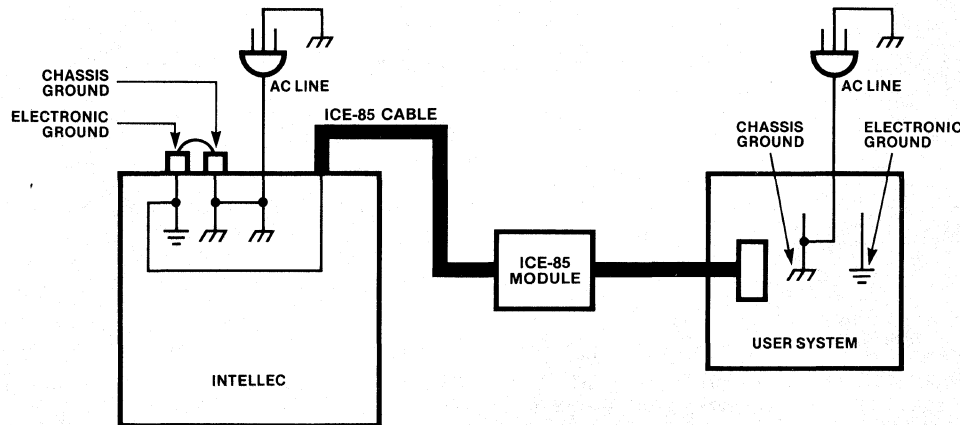 CHASSIS
GROUND
ELECTRONIC
GROUND
AC LINE
ICE-85 CABLE
INTELLEC
ICE-85
MODULE
AC LINE
CHASSIS
GROUND
ELECTRONIC
GROUND
USER SYSTEM